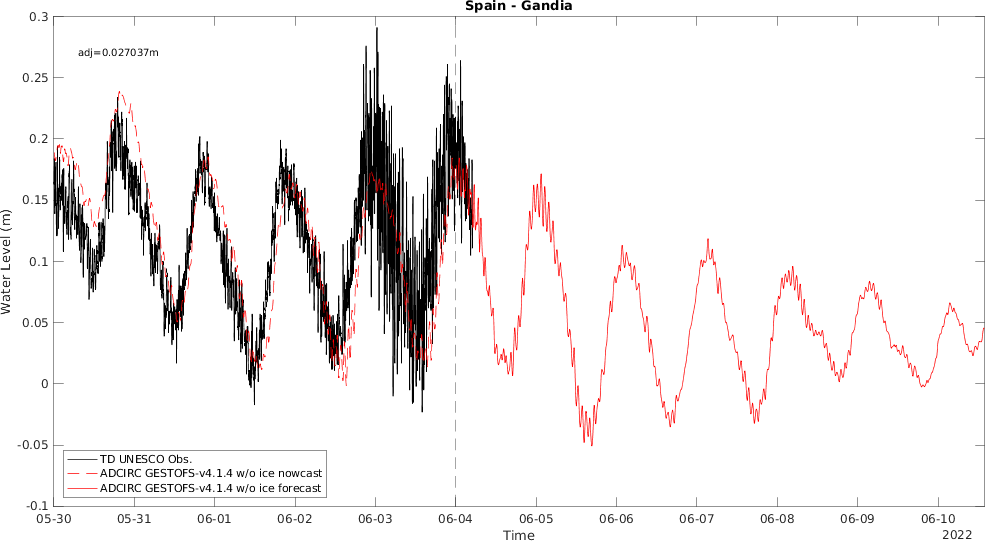 Spain - Gandia
adj=0.027037m
0.3
0.25
0.2
0.15
0.1
0.05
0
-0.05
-0.1
Water Level (m)
TD UNESCO Obs.
ADCIRC GESTOFS-v4.1.4 w/o ice nowcast
ADCIRC GESTOFS-v4.1.4 w/o ice forecast
05-30 05-31 06-01 06-02 06-03 06-04 06-05 06-06 06-07 06-08 06-09 06-10
Time
2022